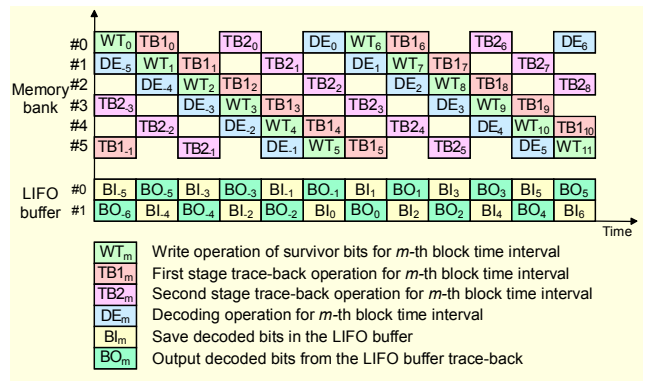 #0 WT₀ TB1₀ TB2₀ DE₀ WT₆ TB1₆ TB2₆ DE₆
#1 DE₋₅ WT₁ TB1₁ TB2₁ DE₁ WT₇ TB1₇ TB2₇
Memory bank
#2 DE₋₄ WT₂ TB1₂ TB2₂ DE₂ WT₈ TB1₈ TB2₈
#3 TB2₋₃ DE₋₃ WT₃ TB1₃ TB2₃ DE₃ WT₉ TB1₉
#4 TB2₋₂ DE₋₂ WT₄ TB1₄ TB2₄ DE₄ WT₁₀ TB1₁₀
#5 TB1₋₁ TB2₋₁ DE₋₁ WT₅ TB1₅ TB2₅ DE₅ WT₁₁
LIFO buffer
#0 BI₋₅ BO₋₅ BI₋₃ BO₋₃ BI₋₁ BO₋₁ BI₁ BO₁ BI₃ BO₃ BI₅ BO₅
#1 BO₋₆ BI₋₄ BO₋₄ BI₋₂ BO₋₂ BI₀ BO₀ BI₂ BO₂ BI₄ BO₄ BI₆
Time
WTₘ Write operation of survivor bits for m-th block time interval
TB1ₘ First stage trace-back operation for m-th block time interval
TB2ₘ Second stage trace-back operation for m-th block time interval
DEₘ Decoding operation for m-th block time interval
BIₘ Save decoded bits in the LIFO buffer
BOₘ Output decoded bits from the LIFO buffer trace-back